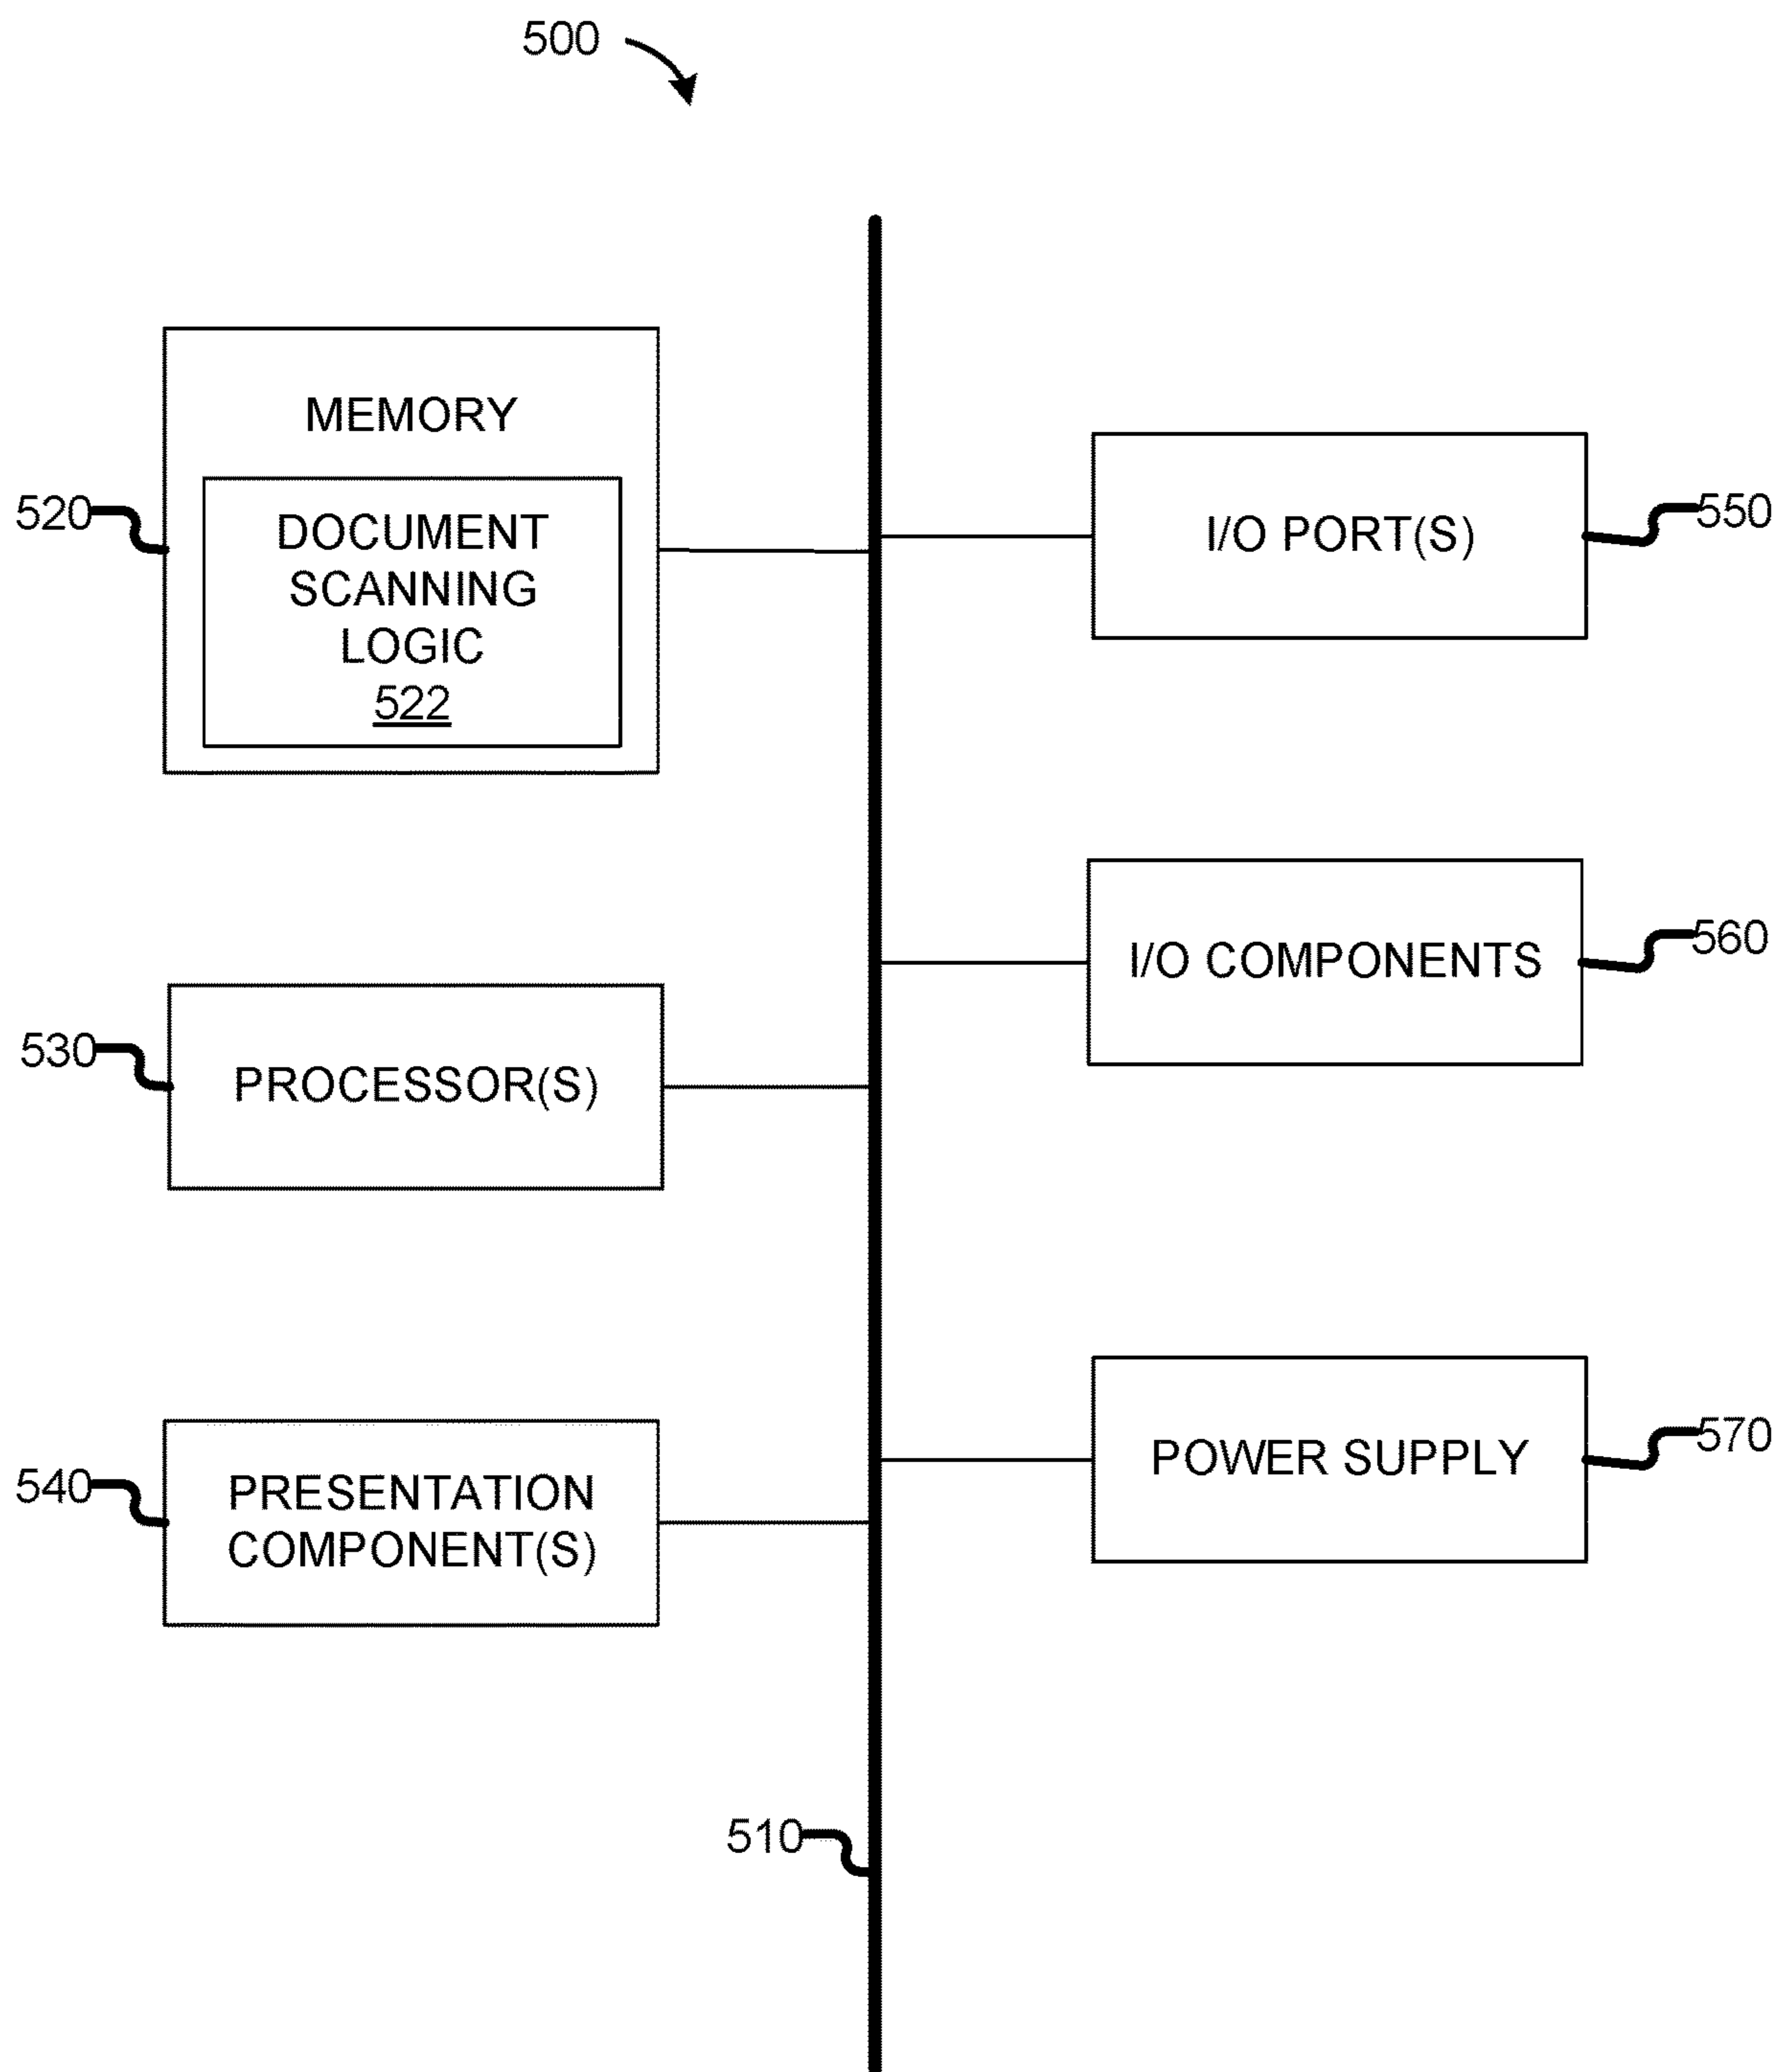 500
MEMORY
520
DOCUMENT
SCANNING
LOGIC
522
I/O PORT(S)
550
I/O COMPONENTS
560
530
PROCESSOR(S)
POWER SUPPLY
570
540
PRESENTATION
COMPONENT(S)
510